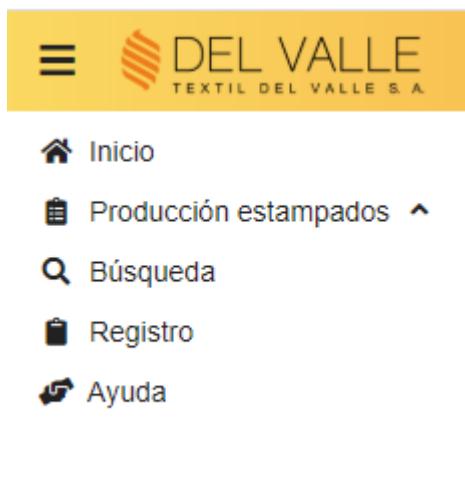 DEL VALLE
TEXTIL DEL VALLE S. A.
Inicio
Producción estampados
Búsqueda
Registro
Ayuda